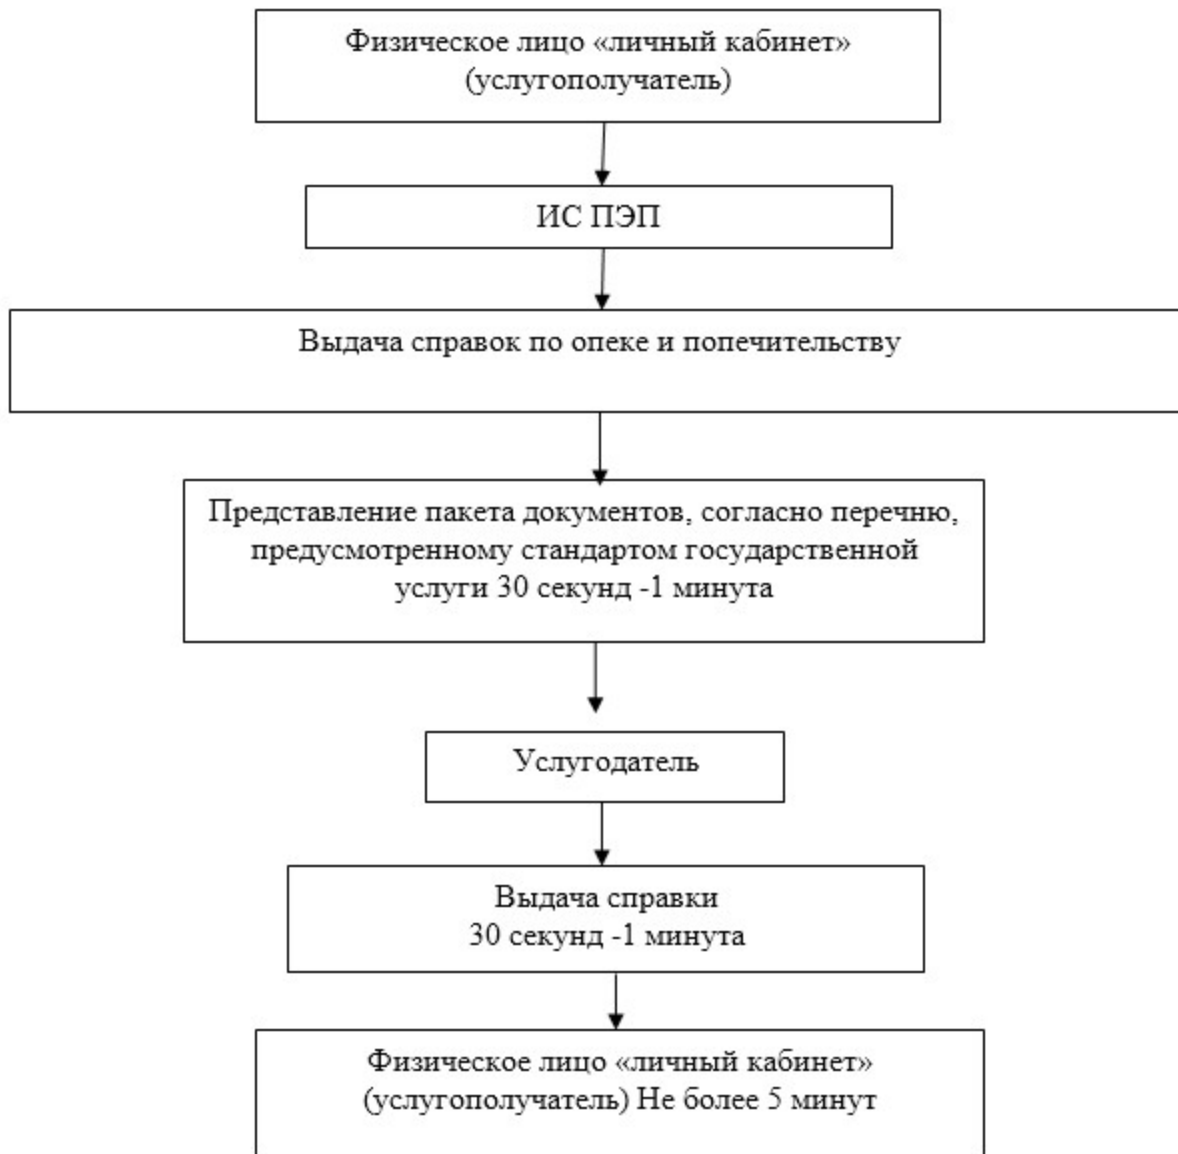 Физическое лицо «личный кабинет»
(услугополучатель)
ИС ПЭП
Выдача справок по опеке и попечительству
Представление пакета документов, согласно перечню,
предусмотренному стандартом государственной
услуги 30 секунд -1 минута
Услугодатель
Выдача справки
30 секунд -1 минута
Физическое лицо «личный кабинет»
(услугополучатель) Не более 5 минут